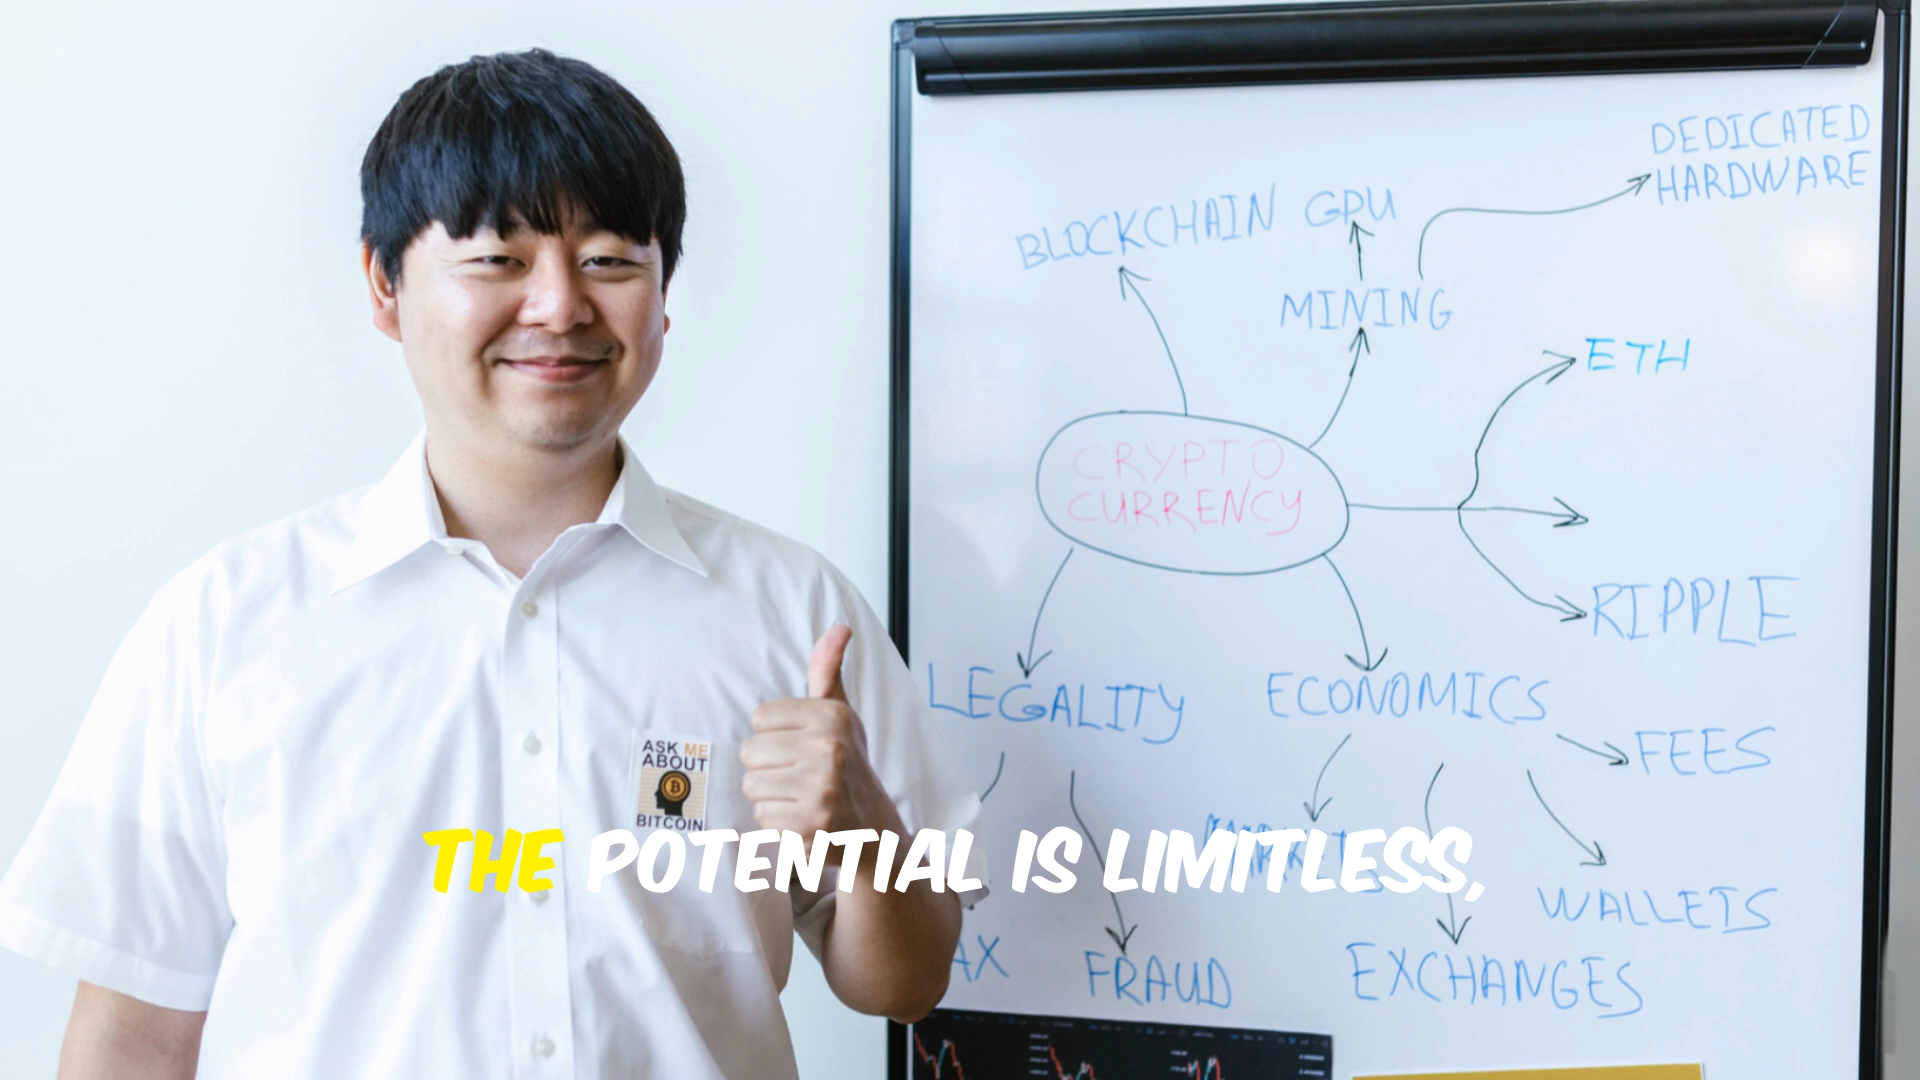 DEDICATED
HARDWARE
BLOCKCHAIN GPU
MINING
ETH
CRYPTO
CURRENCY
RIPPLE
LEGALITY ECONOMICS
FEES
ASK ME
ABOUT
BITCOIN
THE POTENTIAL IS LIMITLESS,
WALLETS
FRAUD EXCHANGES